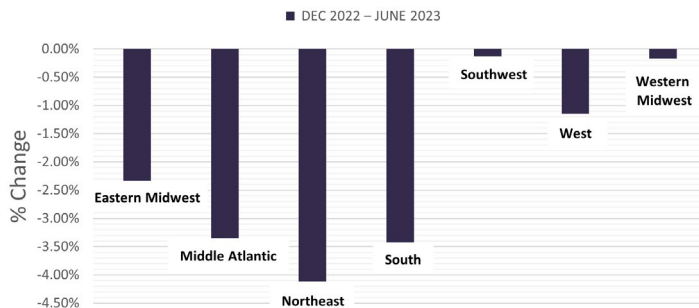 DEC 2022 – JUNE 2023
0.00%
-0.50%
-1.00%
-1.50%
-2.00%
-2.50%
-3.00%
-3.50%
-4.00%
-4.50%
% Change
Eastern Midwest
Middle Atlantic
Northeast
South
Southwest
West
Western
Midwest